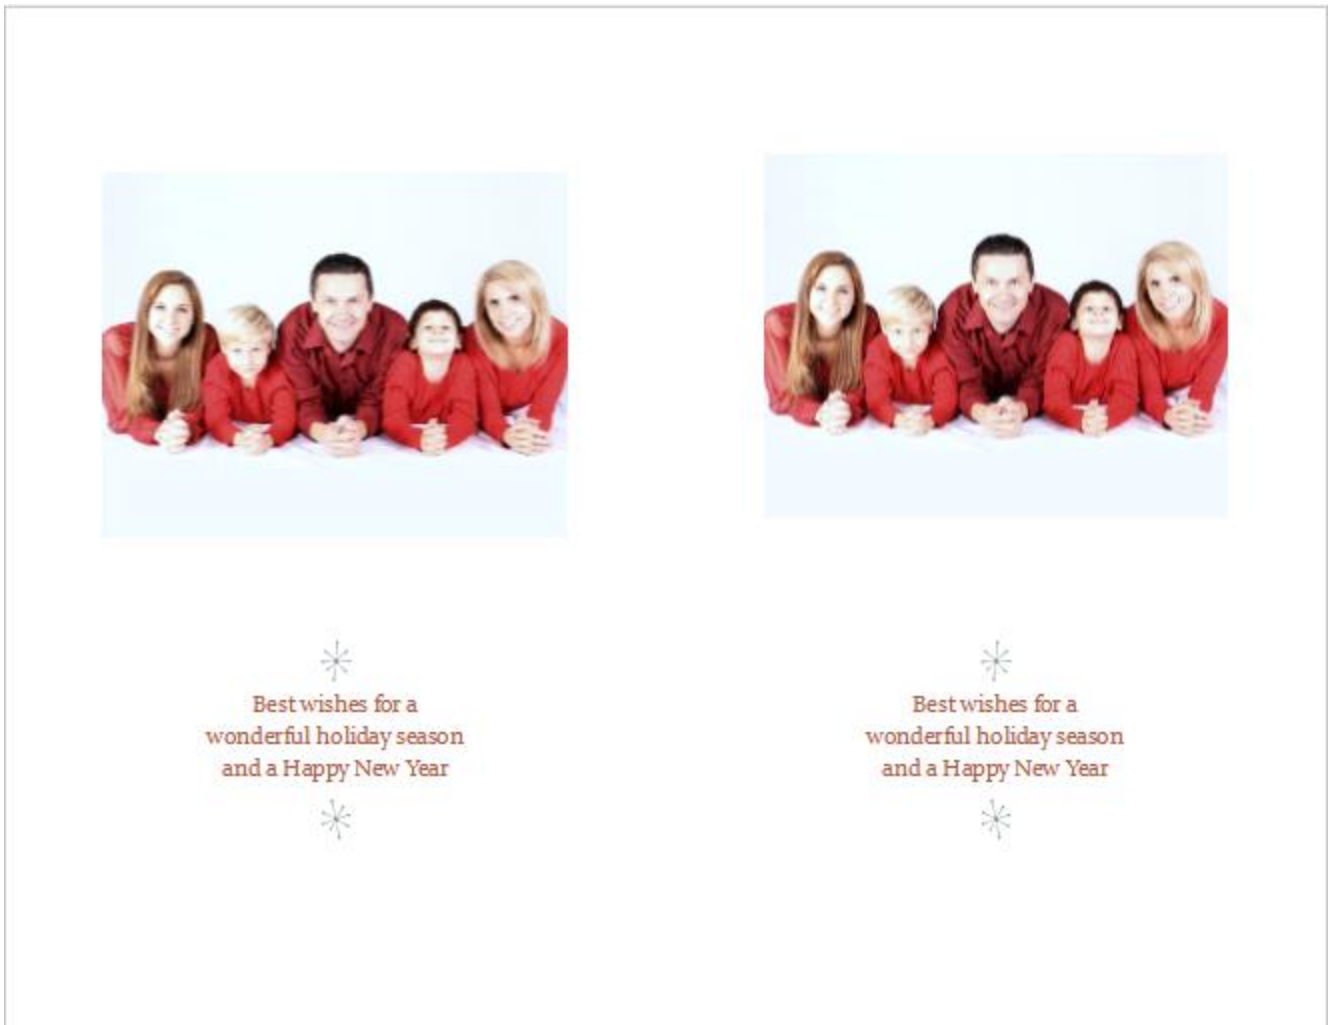 Best wishes for a
wonderful holiday season
and a Happy New Year
Best wishes for a
wonderful holiday season
and a Happy New Year